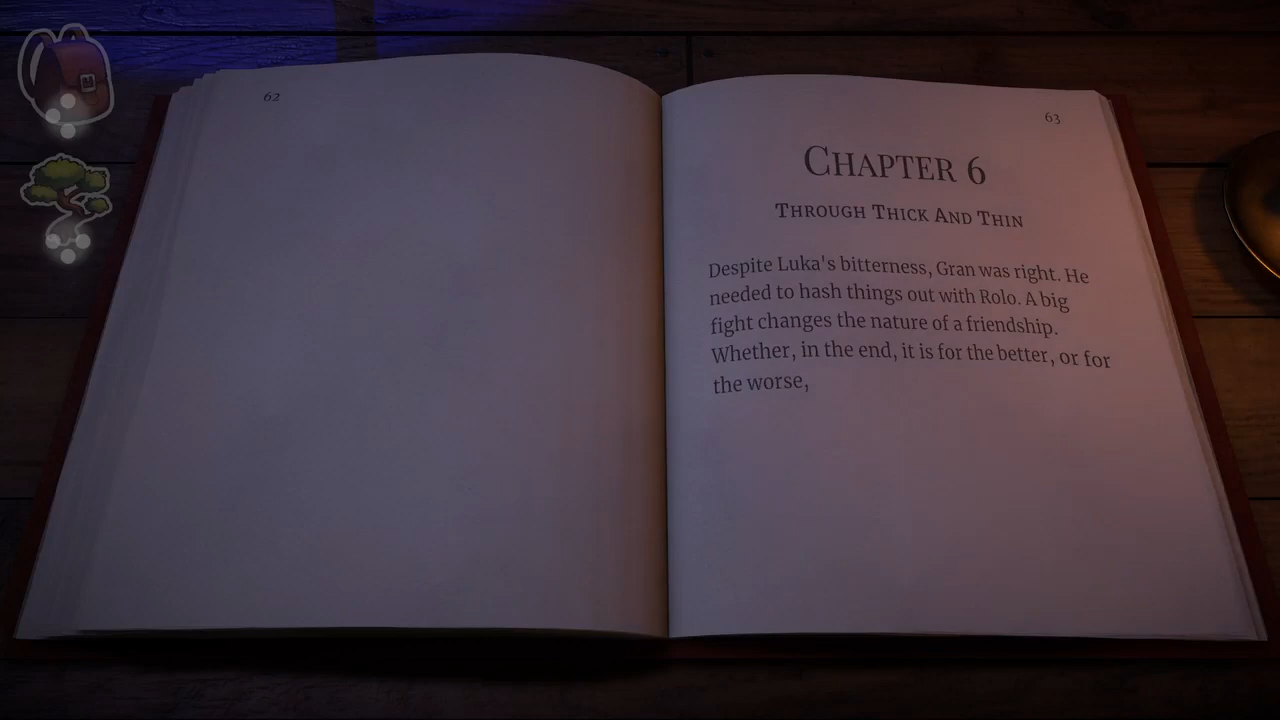 62
63
Chapter 6
Through Thick And Thin
Despite Luka's bitterness, Gran was right. He
needed to hash things out with Rolo. A big
fight changes the nature of a friendship.
Whether, in the end, it is for the better, or for
the worse,